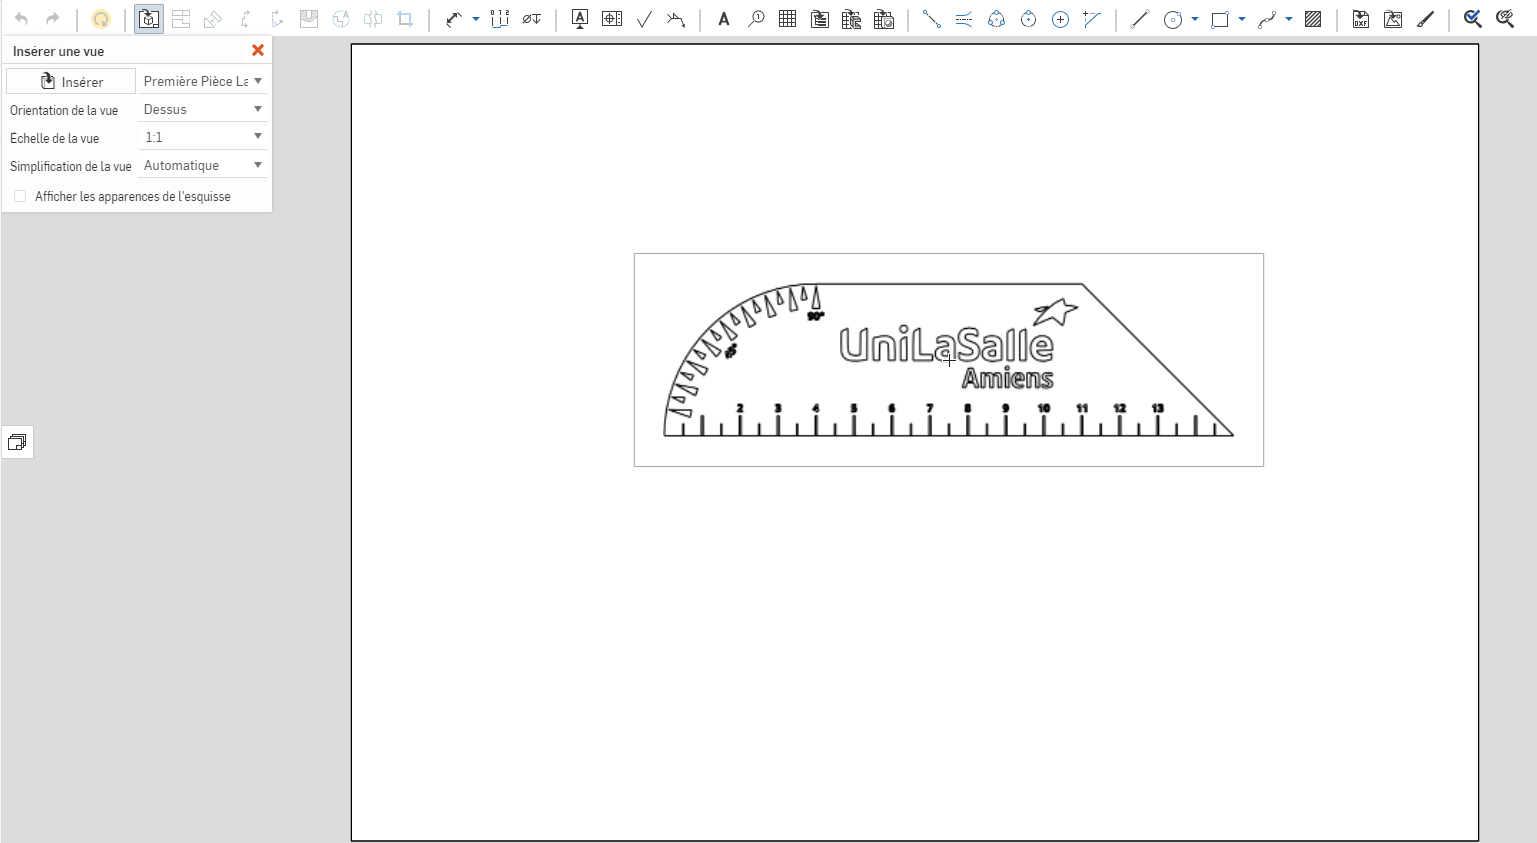 Insérer une vue
Insérer
Première Pièce La
Orientation de la vue
Dessus
Échelle de la vue
1:1
Simplification de la vue
Automatique
Afficher les apparences de l'esquisse
90°
45°
UniLaSalle
Amiens
2 3 4 5 6 7 8 9 10 11 12 13